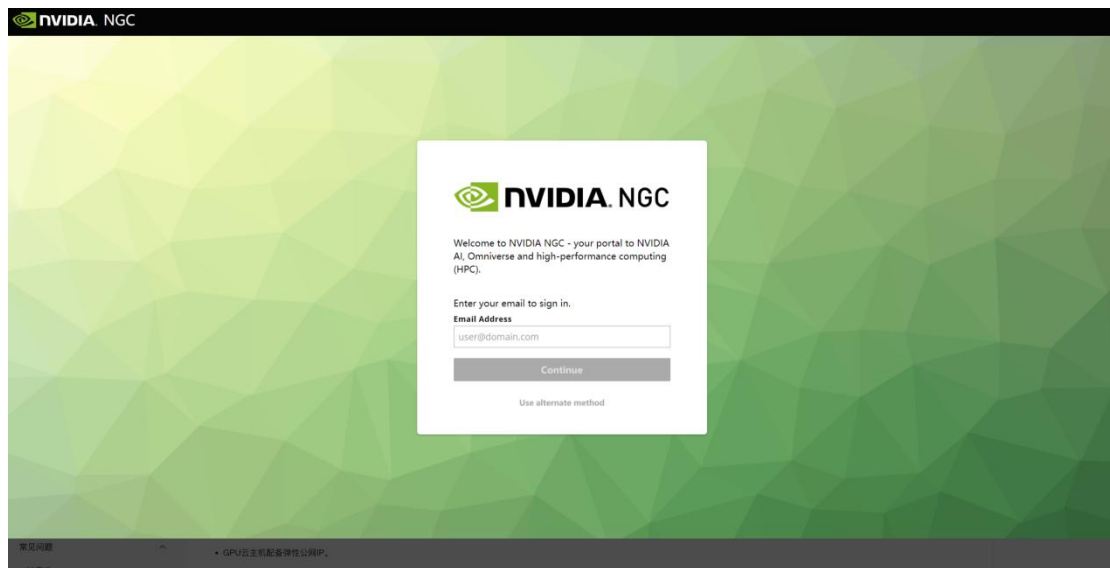 NVIDIA. NGC
NVIDIA. NGC
Welcome to NVIDIA NGC - your portal to NVIDIA
AI, Omniverse and high-performance computing
(HPC).
Enter your email to sign in.
Email Address
user@domain.com
Continue
Use alternate method
常见问题
• GPU云主机配备弹性公网IP。